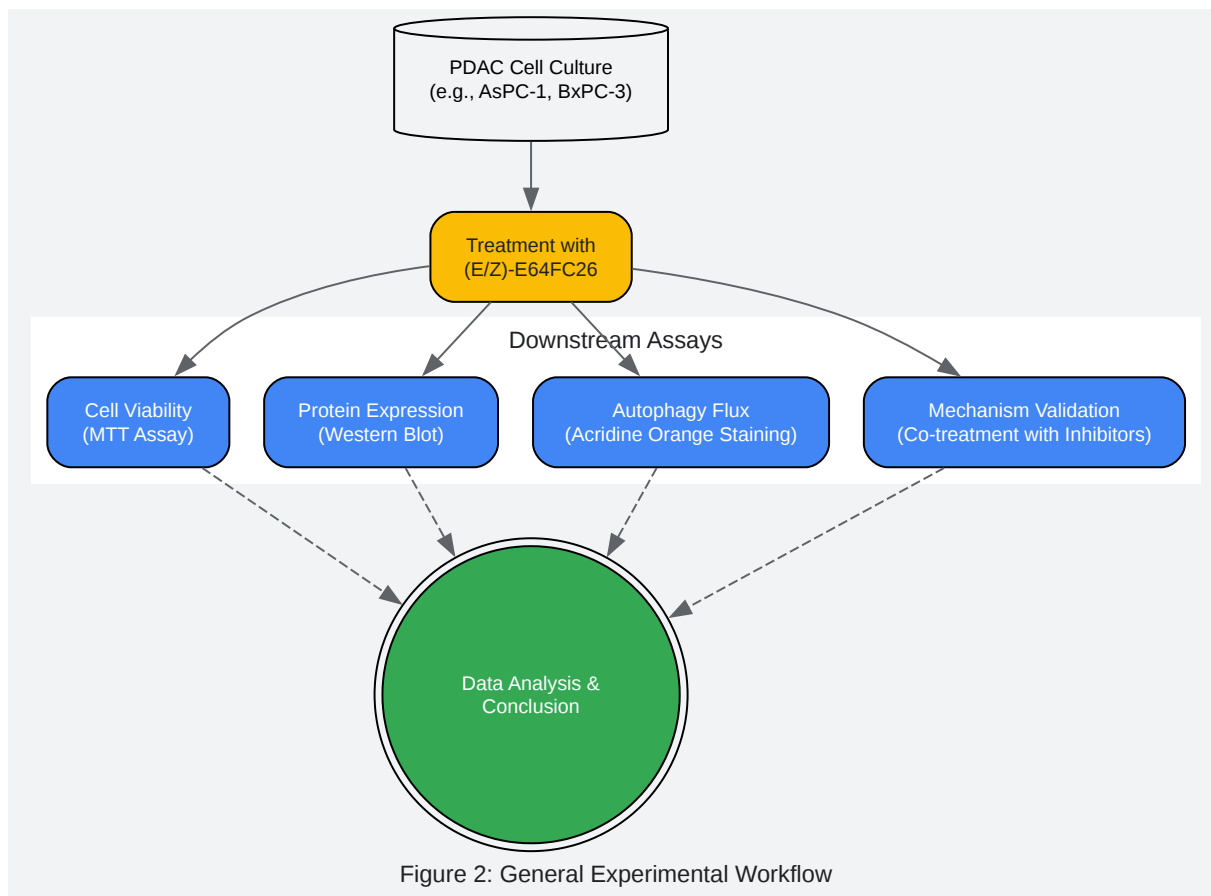 PDAC Cell Culture
(e.g., AsPC-1, BxPC-3)
Treatment with
(E/Z)-E64FC26
Downstream Assays
Cell Viability
(MTT Assay)
Protein Expression
(Western Blot)
Autophagy Flux
(Acridine Orange Staining)
Mechanism Validation
(Co-treatment with Inhibitors)
Data Analysis &
Conclusion
Figure 2: General Experimental Workflow